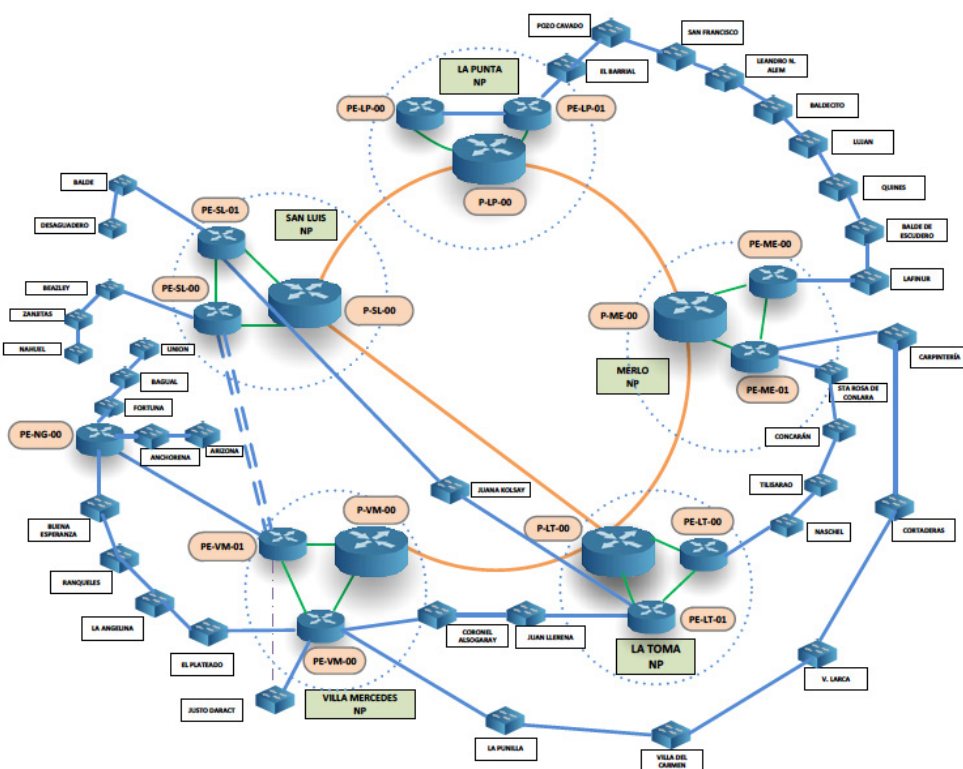 POZO CAVADO
SAN FRANCISCO
LEANDRO N.
ALEM
EL BARRIAL
LA PUNTA
NP
PE-LP-00
PE-LP-01
BALDECITO
LUJAN
P-LP-00
QUINES
BALDE
PE-SL-01
SAN LUIS
NP
DESAGUADERO
BALDE DE
ESCUDERO
PE-ME-00
PE-SL-00
BEAZLEY
LAFINUR
P-SL-00
P-ME-00
ZANJITAS
NAHUEL
UNION
CARPINTERÍA
MERLO
NP
BAGUAL
PE-ME-01
STA ROSA DE
CONLARA
FORTUNA
PE-NG-00
ANCHORENA
ARIZONA
CONCARÁN
JUANA KOLSAY
TILISARAO
P-VM-00
BUENA
ESPERANZA
P-LT-00
PE-LT-00
NASCHEL
CORTADERAS
PE-VM-01
RANQUELES
LA ANGELINA
PE-LT-01
CORONEL
ALSOGARAY
JUAN LLERENA
LA TOMA
NP
EL PLATEADO
PE-VM-00
V. LARCA
JUSTO DARACT
VILLA MERCEDES
NP
LA PUNILLA
VILLA DEL
CARMEN